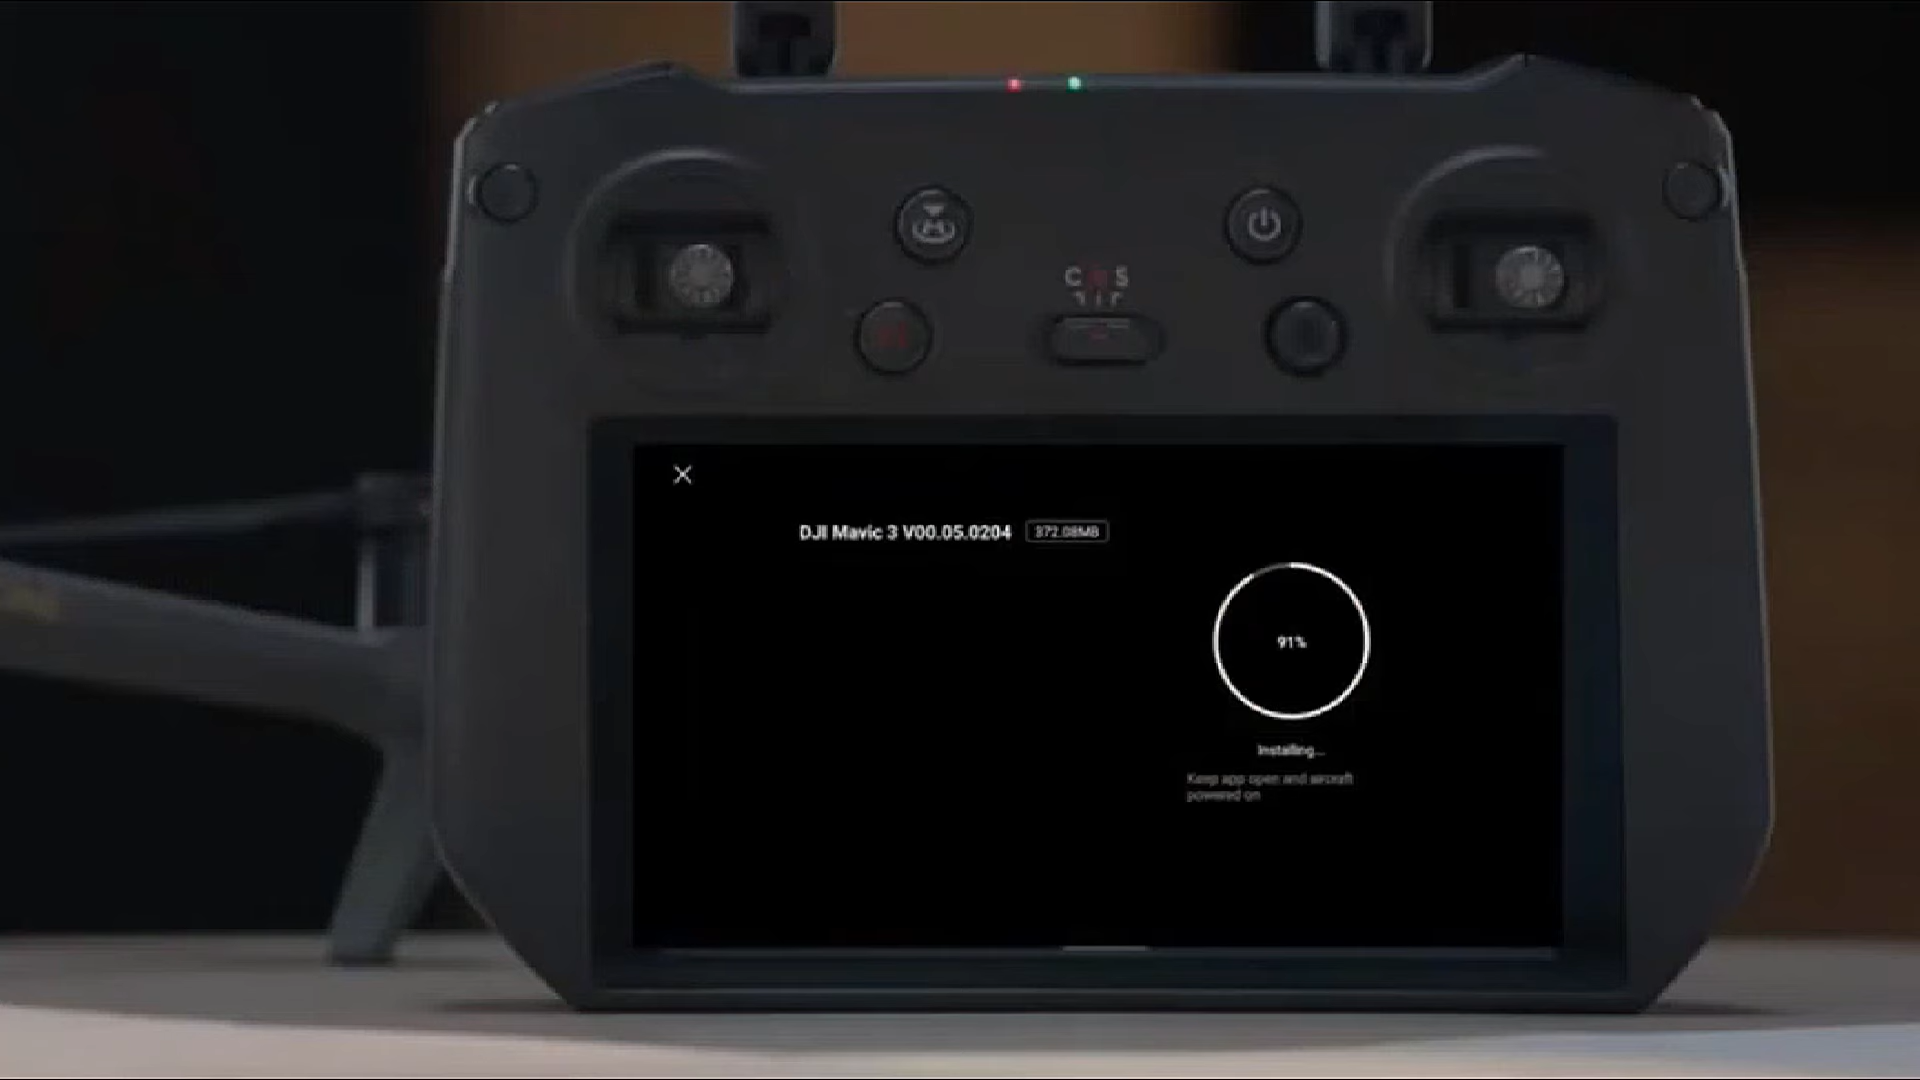 C N S
DJI Mavic 3 V00.05.0204 372.08MB
91%
Installing...
Keep app open and aircraft
powered on